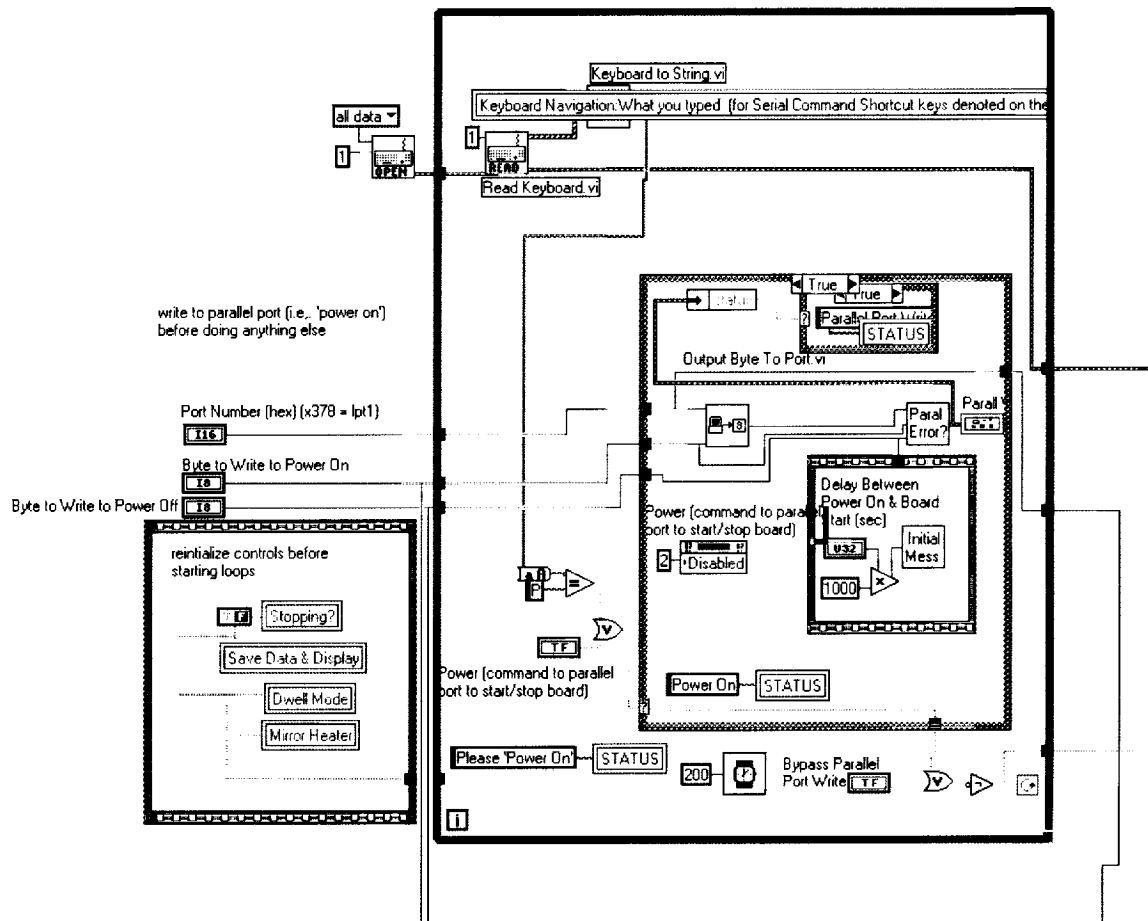 Keyboard to String.vi
Keyboard Navigation:What you typed (for Serial Command Shortcut keys denoted on the
all data
1
OPEN
1
READ
Read Keyboard.vi
write to parallel port (i.e,. 'power on')
before doing anything else
True
True
Status
Parallel Port Write
STATUS
Output Byte To Port.vi
Port Number (hex) (x378 = lpt1)
I16
Paral
Error?
Parall
Byte to Write to Power On
I8
Byte to Write to Power Off
I8
Delay Between
Power On & Board
Start (sec)
U32
1000
x
Initial
Mess
Power (command to parallel
port to start/stop board)
2
Disabled
reintialize controls before
starting loops
F
Stopping?
Save Data & Display
Dwell Mode
Mirror Heater
P
=
V
TF
Power (command to parallel
port to start/stop board)
Power On
STATUS
?
?
Please 'Power On'
STATUS
200
Bypass Parallel
Port Write
TF
V
i